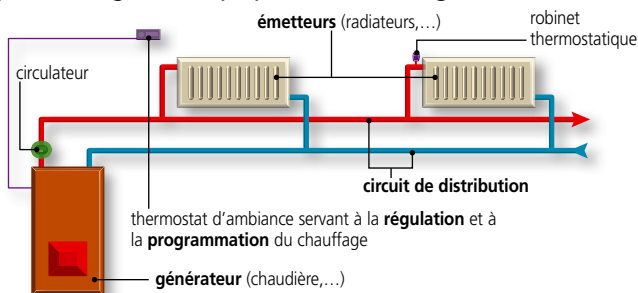 émetteurs (radiateurs,...)
robinet
thermostatique
circulateur
circuit de distribution
thermostat d'ambiance servant à la régulation et à
la programmation du chauffage
générateur (chaudière,...)